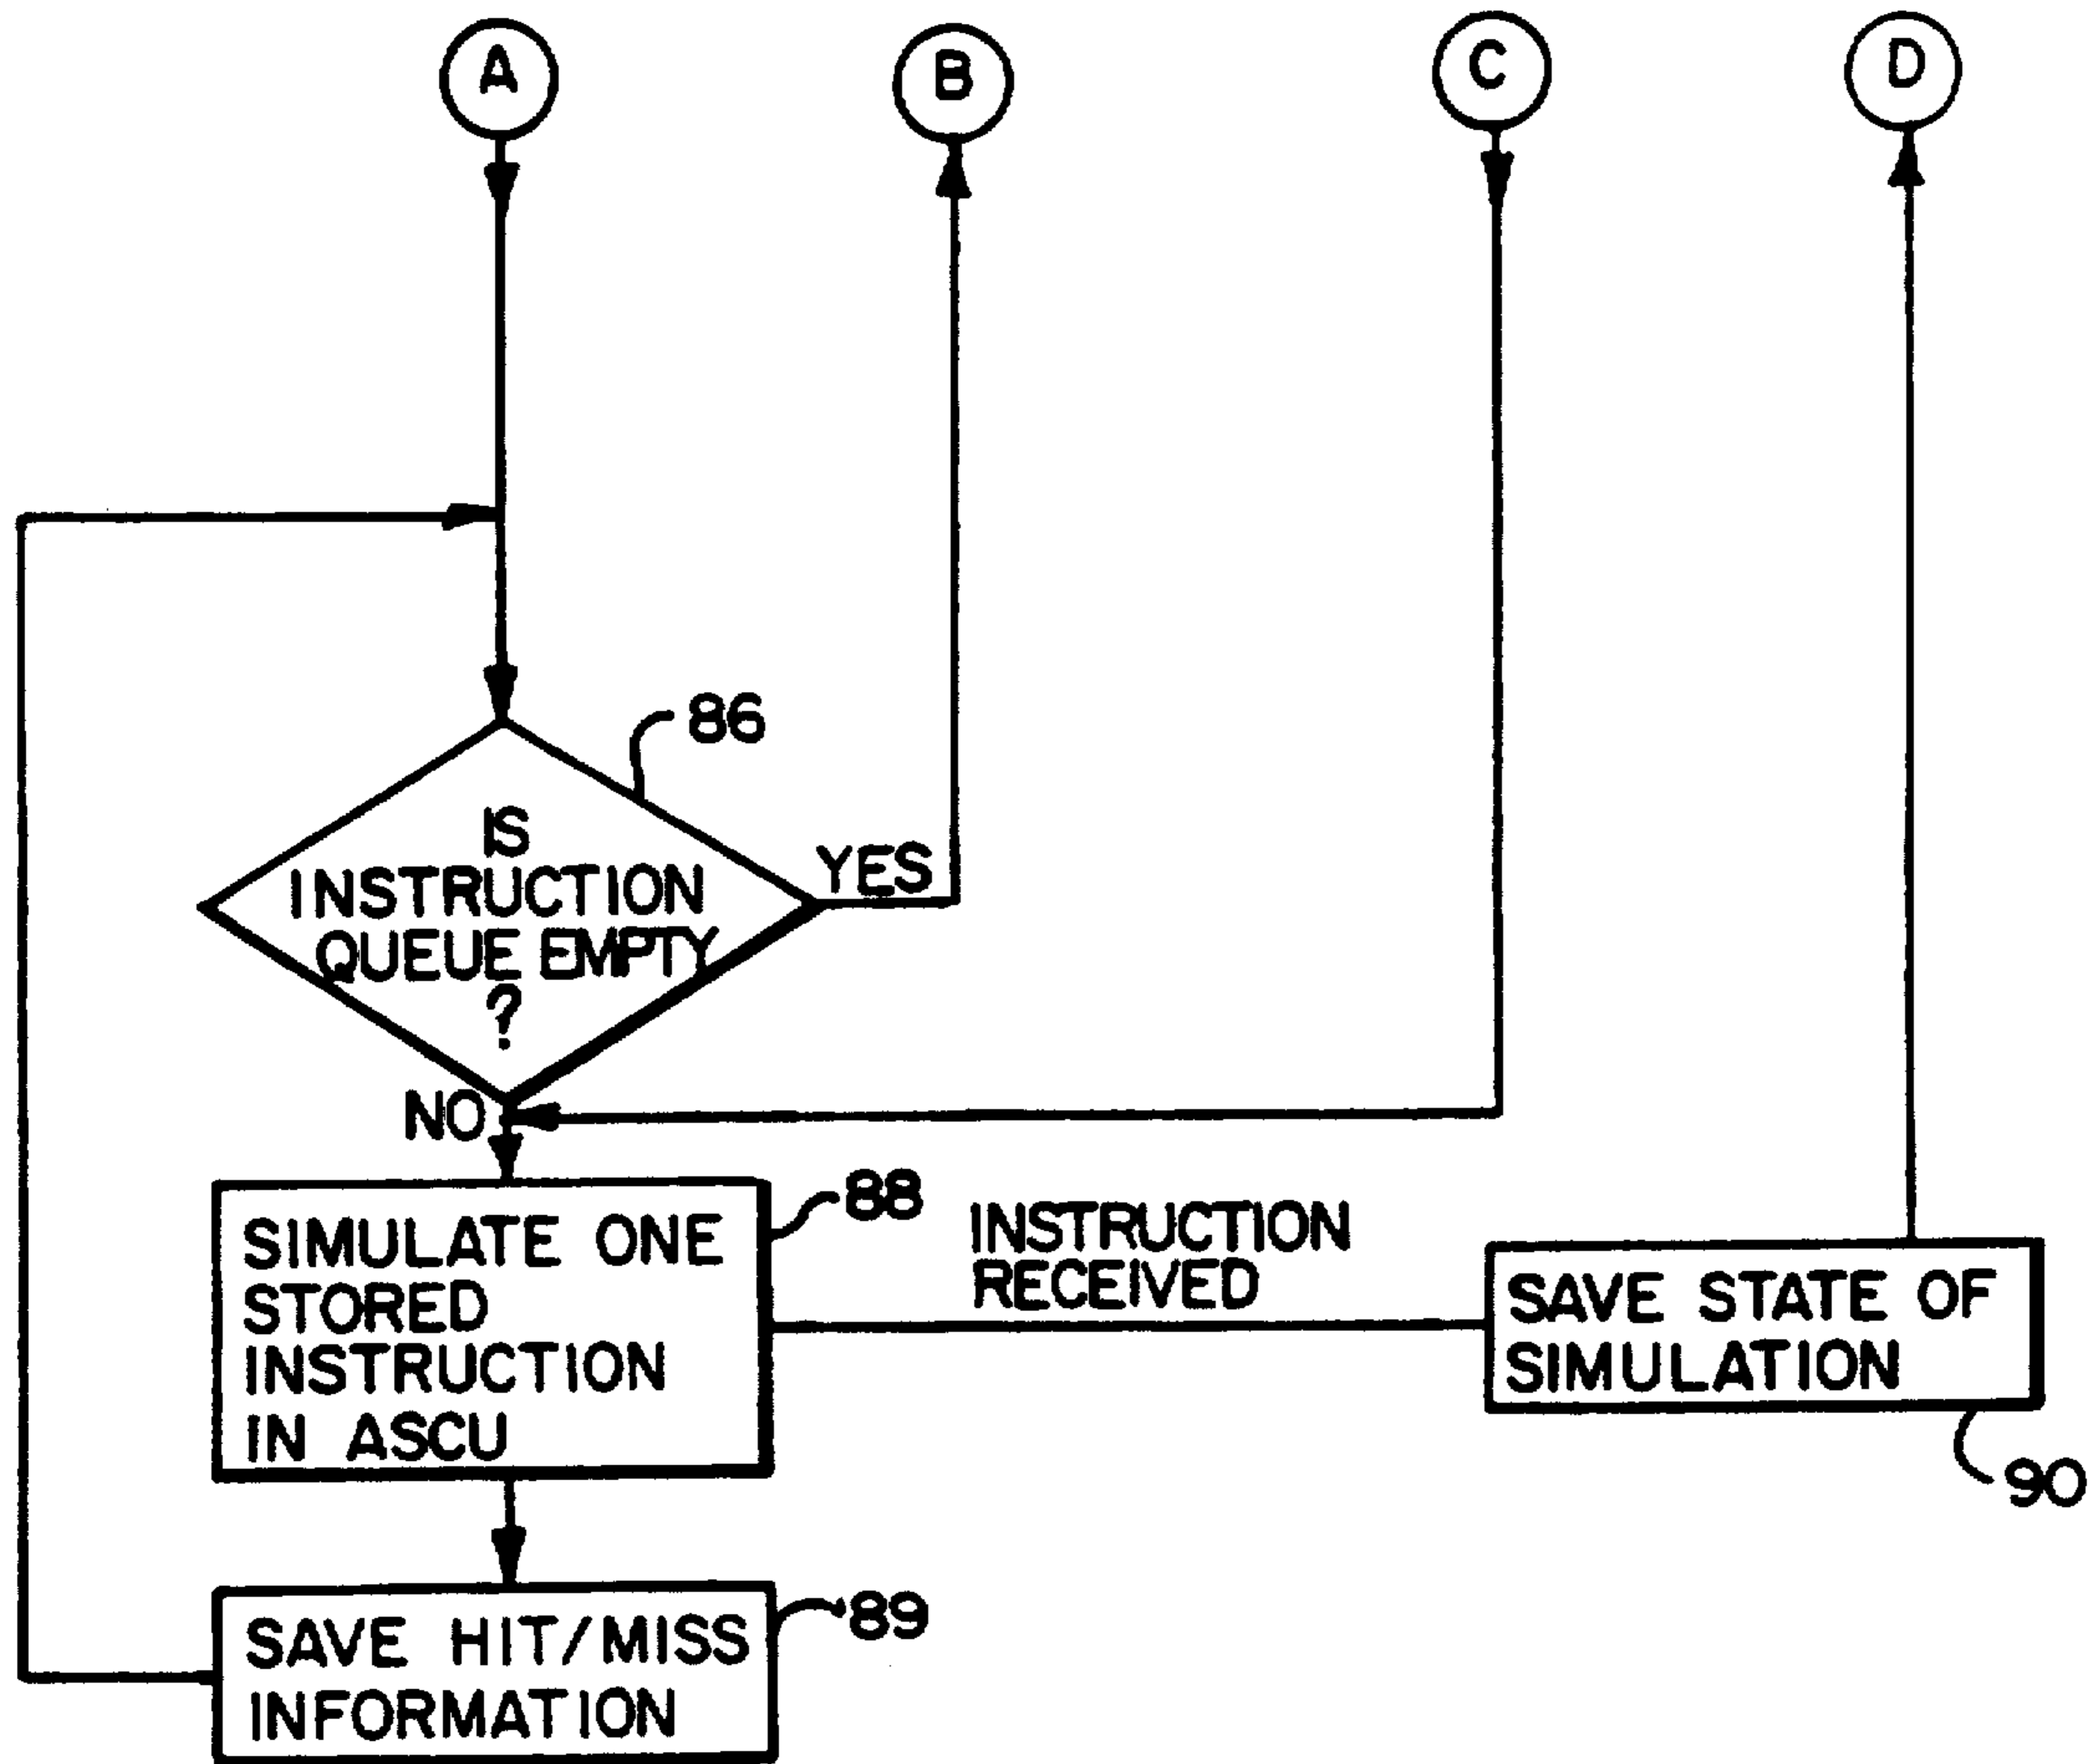 A
B
C
D
86
IS
INSTRUCTION
QUEUE EMPTY
?
YES
NO
88
SIMULATE ONE
STORED
INSTRUCTION
IN ASCU
INSTRUCTION
RECEIVED
SAVE STATE OF
SIMULATION
90
89
SAVE HIT/MISS
INFORMATION